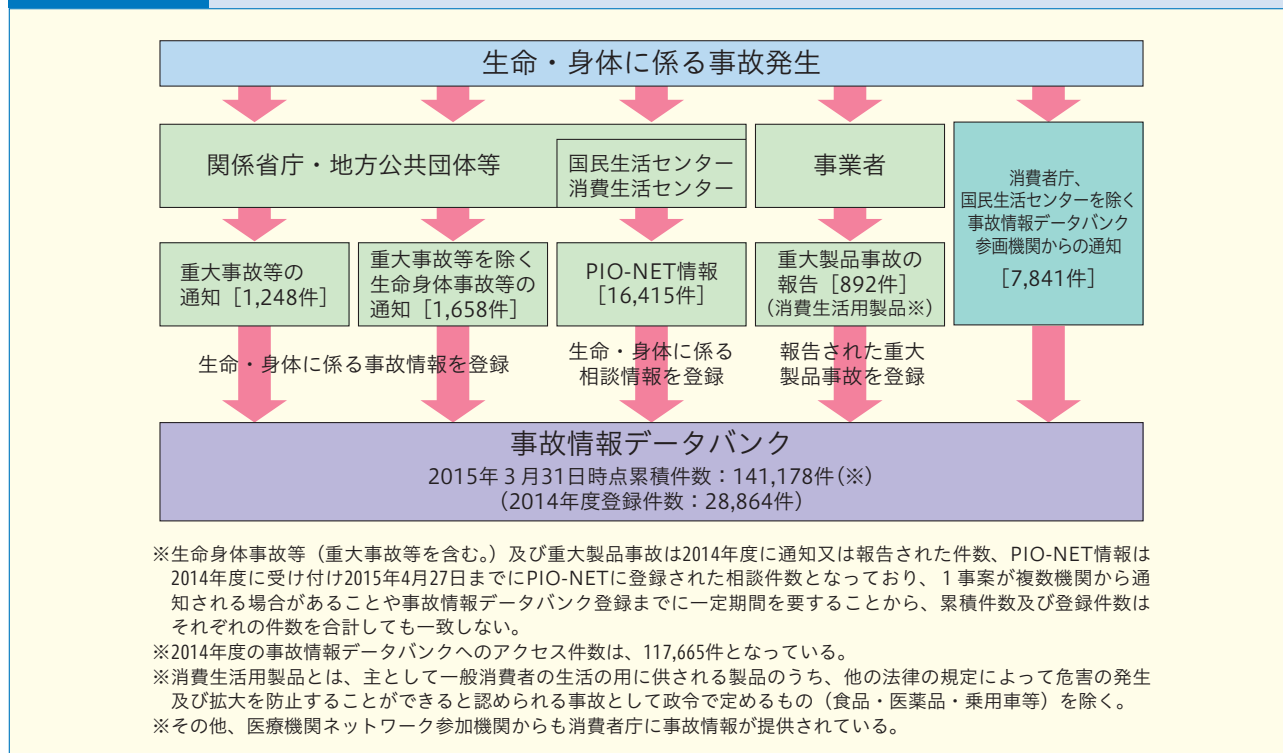 生命・身体に係る事故発生
関係省庁・地方公共団体等
国民生活センター
消費生活センター
事業者
消費者庁、
国民生活センターを除く
事故情報データバンク
参画機関からの通知
［7,841件］
重大事故等の
通知［1,248件］
重大事故等を除く
生命身体事故等の
通知［1,658件］
PIO-NET情報
［16,415件］
重大製品事故の
報告［892件］
（消費生活用製品※）
生命・身体に係る事故情報を登録
生命・身体に係る
相談情報を登録
報告された重大
製品事故を登録
事故情報データバンク
2015年３月31日時点累積件数：141,178件(※)
（2014年度登録件数：28,864件）
※生命身体事故等（重大事故等を含む。）及び重大製品事故は2014年度に通知又は報告された件数、PIO-NET情報は
2014年度に受け付け2015年4月27日までにPIO-NETに登録された相談件数となっており、１事案が複数機関から通
知される場合があることや事故情報データバンク登録までに一定期間を要することから、累積件数及び登録件数は
それぞれの件数を合計しても一致しない。
※2014年度の事故情報データバンクへのアクセス件数は、117,665件となっている。
※消費生活用製品とは、主として一般消費者の生活の用に供される製品のうち、他の法律の規定によって危害の発生
及び拡大を防止することができると認められる事故として政令で定めるもの（食品・医薬品・乗用車等）を除く。
※その他、医療機関ネットワーク参加機関からも消費者庁に事故情報が提供されている。